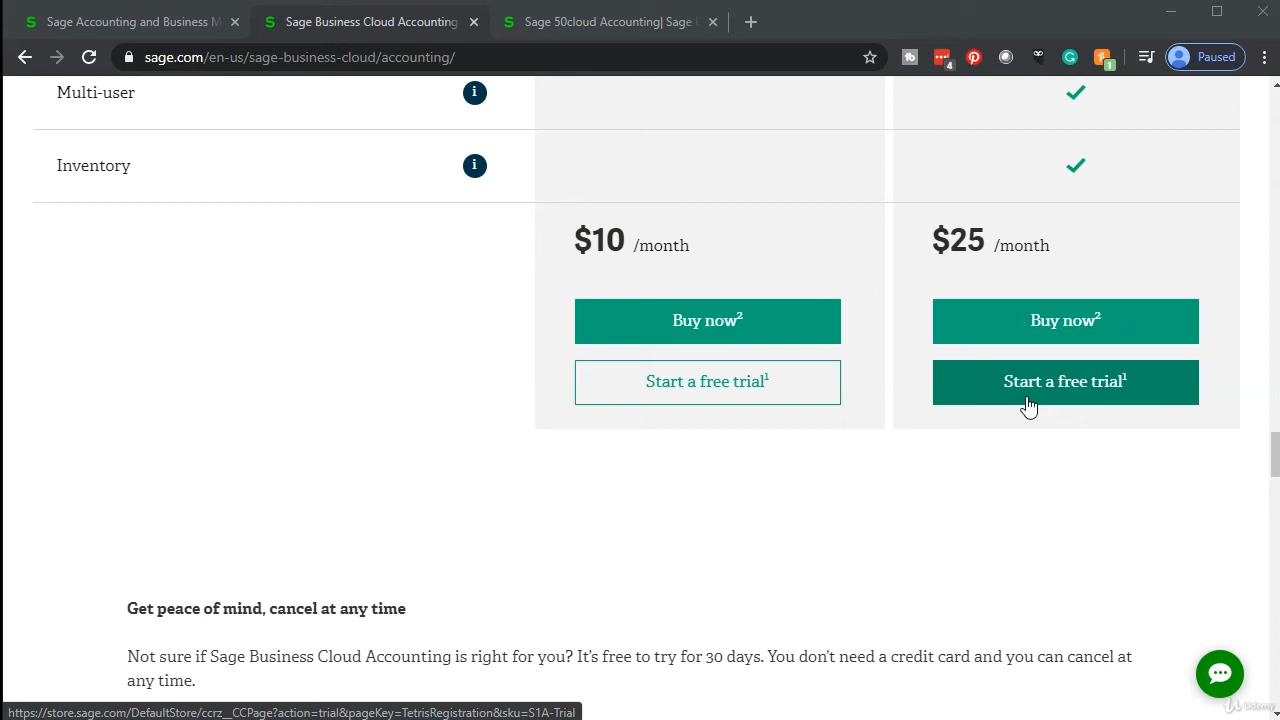 Sage Accounting and Business M
Sage Business Cloud Accounting
Sage 50cloud Accounting| Sage
sage.com/en-us/sage-business-cloud/accounting/
4
1
Paused
Multi-user
i
Inventory
i
$10 /month
$25 /month
Buy now2
Buy now2
Start a free trial1
Start a free trial1
Get peace of mind, cancel at any time
Not sure if Sage Business Cloud Accounting is right for you? It's free to try for 30 days. You don't need a credit card and you can cancel at
any time.
https://store.sage.com/DefaultStore/ccrz__CCPage?action=trial&pageKey=TetrisRegistration&sku=S1A-Trial
Udemy